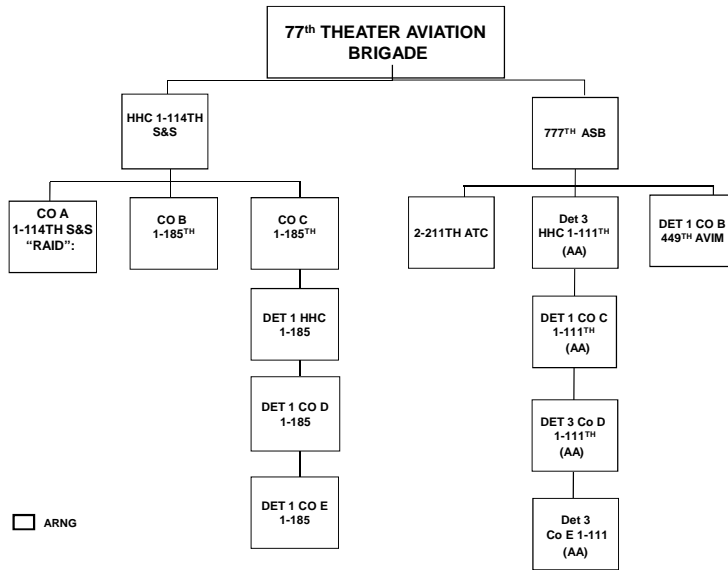 77th THEATER AVIATION
BRIGADE
HHC 1-114TH
S&S
777TH ASB
CO A
1-114TH S&S
“RAID”:
CO B
1-185TH
CO C
1-185TH
2-211TH ATC
Det 3
HHC 1-111TH
(AA)
DET 1 CO B
449TH AVIM
DET 1 HHC
1-185
DET 1 CO C
1-111TH
(AA)
DET 1 CO D
1-185
DET 3 Co D
1-111TH
(AA)
DET 1 CO E
1-185
Det 3
Co E 1-111
(AA)
ARNG